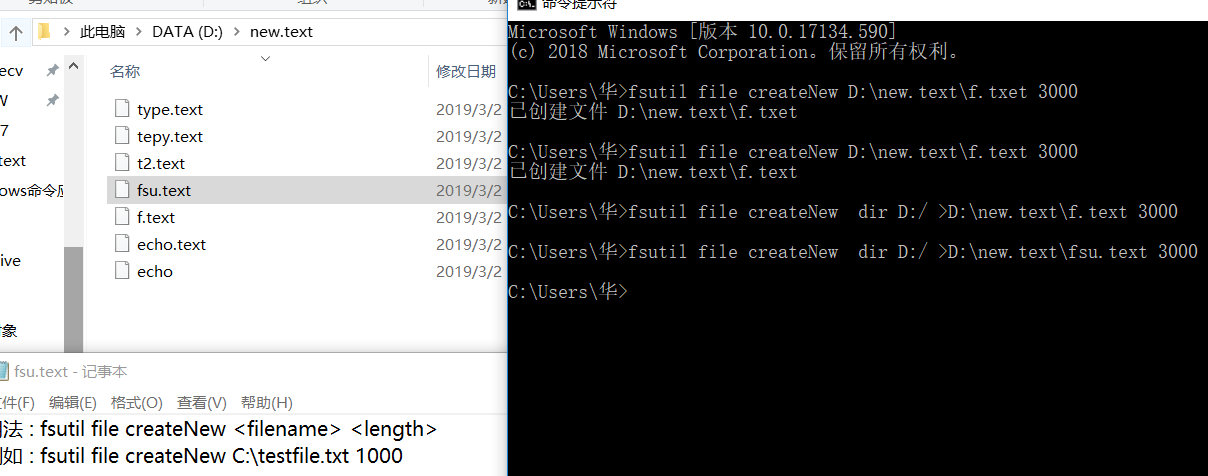 此电脑 > DATA (D:) > new.text
ecv
W
7
text
ows命令应
ive
对象
名称 修改日期
type.text 2019/3/2
tepy.text 2019/3/2
t2.text 2019/3/2
fsu.text 2019/3/2
f.text 2019/3/2
echo.text 2019/3/2
echo 2019/3/2
fsu.text - 记事本
文件(F) 编辑(E) 格式(O) 查看(V) 帮助(H)
用法 : fsutil file createNew <filename> <length>
例如 : fsutil file createNew C:\testfile.txt 1000
命令提示符
Microsoft Windows [版本 10.0.17134.590]
(c) 2018 Microsoft Corporation。保留所有权利。
C:\Users\华>fsutil file createNew D:\new.text\f.txet 3000
已创建文件 D:\new.text\f.txet
C:\Users\华>fsutil file createNew D:\new.text\f.text 3000
已创建文件 D:\new.text\f.text
C:\Users\华>fsutil file createNew  dir D:/ >D:\new.text\f.text 3000
C:\Users\华>fsutil file createNew  dir D:/ >D:\new.text\fsu.text 3000
C:\Users\华>